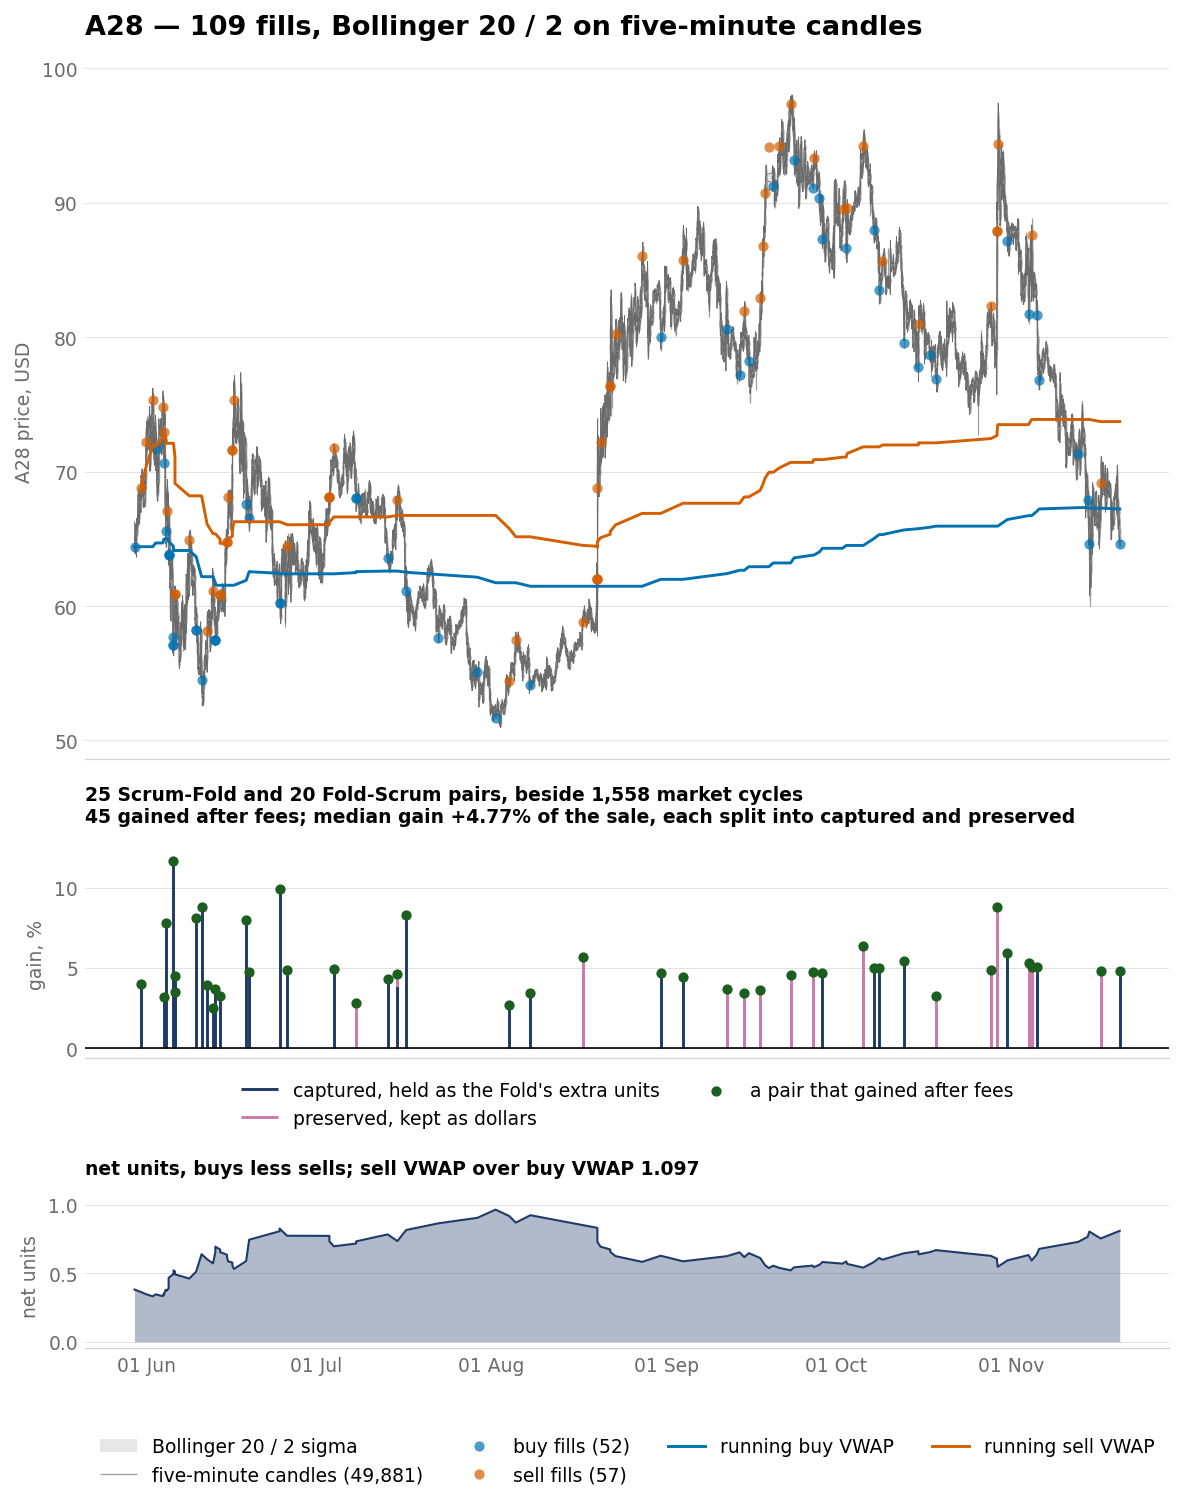 A28 — 109 fills, Bollinger 20 / 2 on five-minute candles
100
90
80
70
60
50
A28 price, USD
25 Scrum-Fold and 20 Fold-Scrum pairs, beside 1,558 market cycles
45 gained after fees; median gain +4.77% of the sale, each split into captured and preserved
10
5
0
gain, %
captured, held as the Fold's extra units
a pair that gained after fees
preserved, kept as dollars
net units, buys less sells; sell VWAP over buy VWAP 1.097
1.0
0.5
0.0
net units
01 Jun
01 Jul
01 Aug
01 Sep
01 Oct
01 Nov
Bollinger 20 / 2 sigma
buy fills (52)
running buy VWAP
running sell VWAP
five-minute candles (49,881)
sell fills (57)